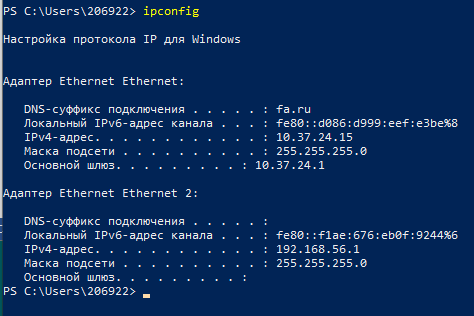 PS C:\Users\206922> ipconfig
Настройка протокола IP для Windows
Адаптер Ethernet Ethernet:
DNS-суффикс подключения . . . . . : fa.ru
Локальный IPv6-адрес канала . . . : fe80::d086:d999:eef:e3be%8
IPv4-адрес. . . . . . . . . . . . : 10.37.24.15
Маска подсети . . . . . . . . . . : 255.255.255.0
Основной шлюз. . . . . . . . . : 10.37.24.1
Адаптер Ethernet Ethernet 2:
DNS-суффикс подключения . . . . . :
Локальный IPv6-адрес канала . . . : fe80::f1ae:676:eb0f:9244%6
IPv4-адрес. . . . . . . . . . . . : 192.168.56.1
Маска подсети . . . . . . . . . . : 255.255.255.0
Основной шлюз. . . . . . . . . :
PS C:\Users\206922>